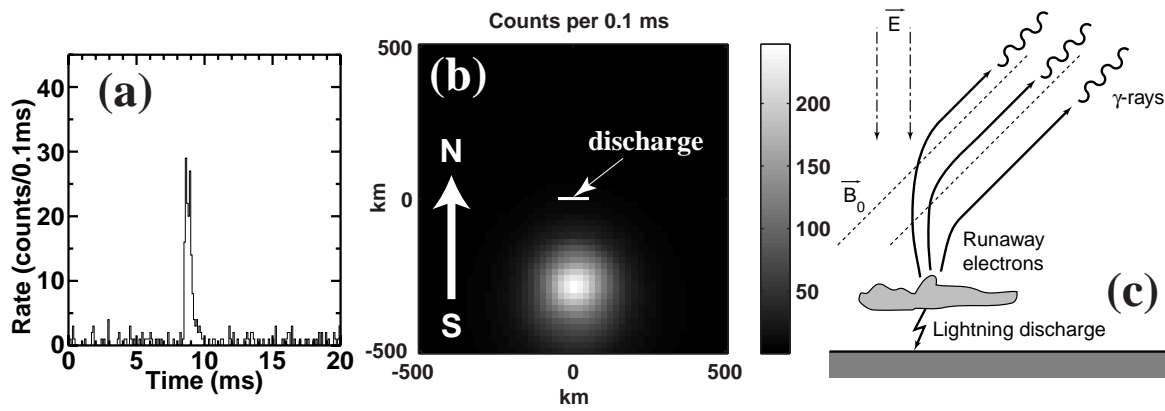 (a)
Rate (counts/0.1ms)
40
30
20
10
0
0 5 10 15 20
Time (ms)
Counts per 0.1 ms
(b)
500
0
-500
km
N
S
discharge
-500 0 500
km
200
150
100
50
E
B0
γ-rays
Runaway
electrons
(c)
Lightning discharge